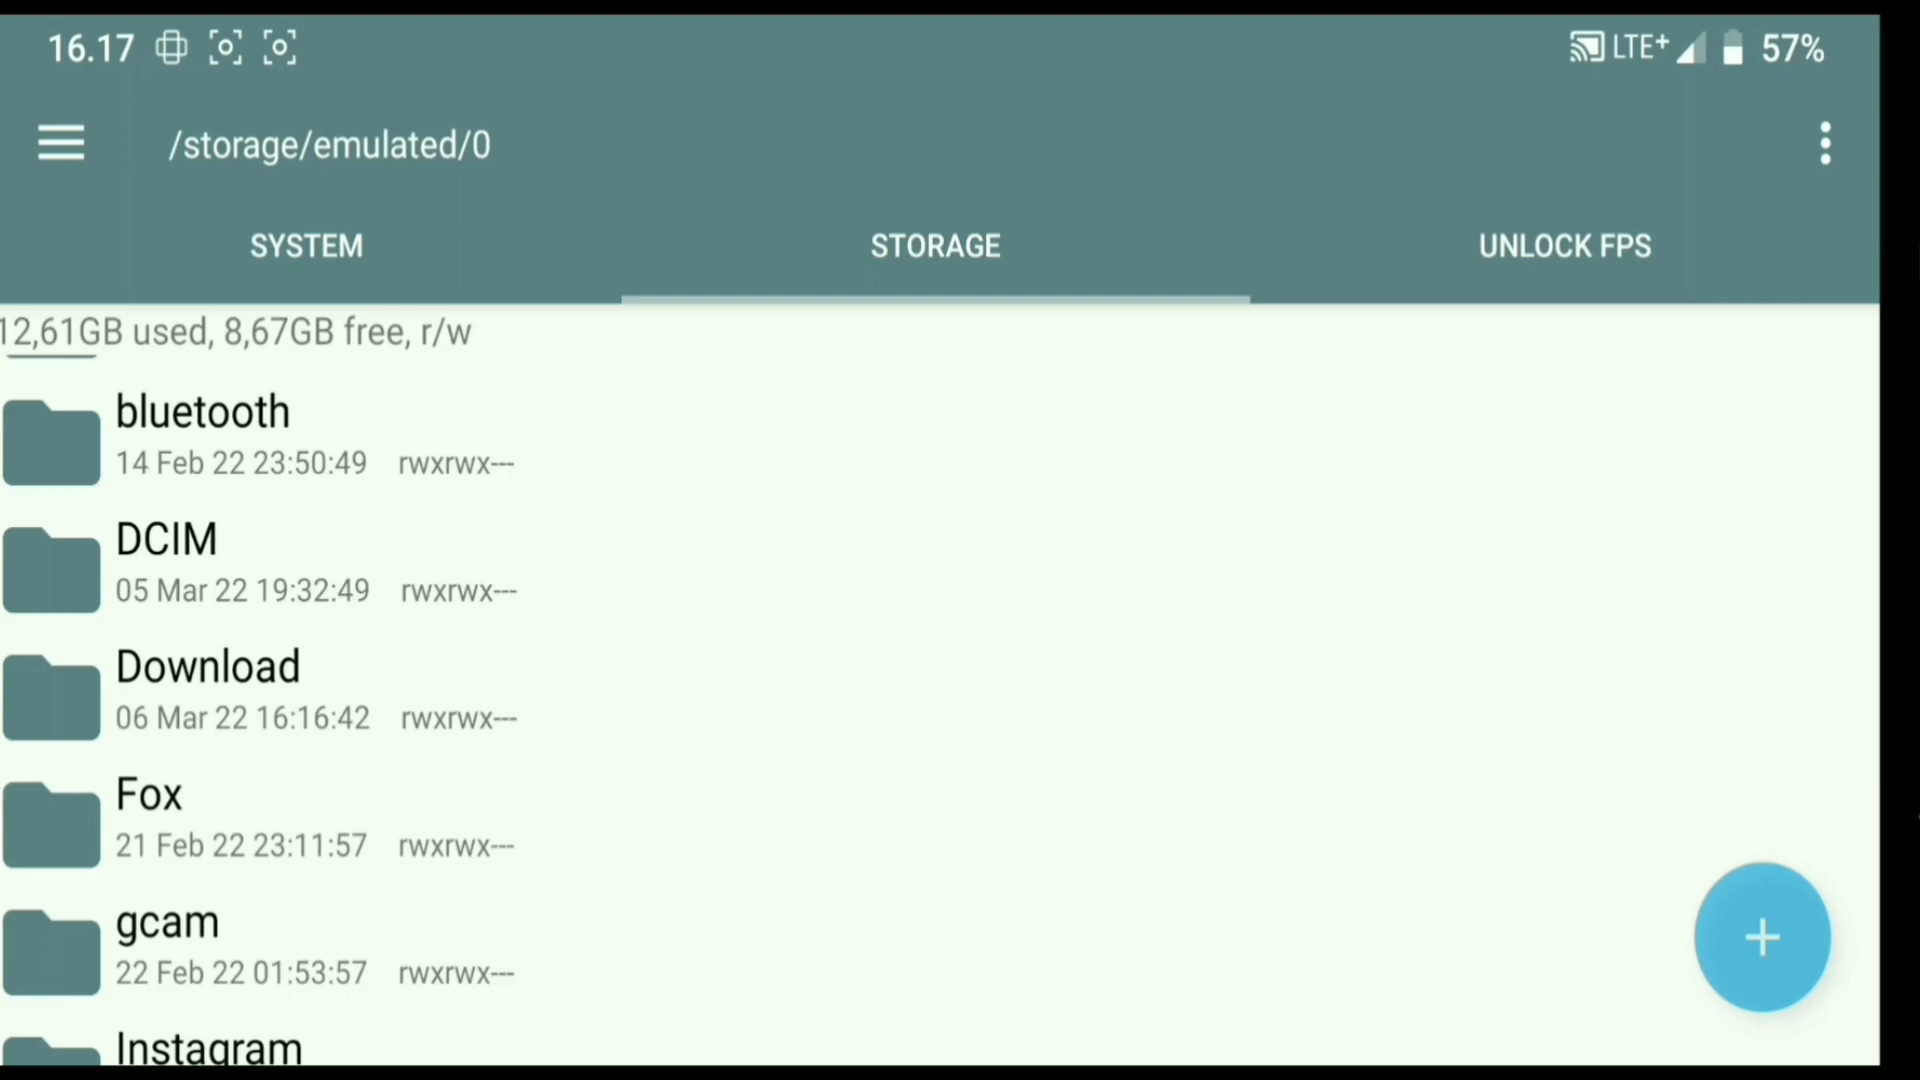 16.17 LTE+ 57%
/storage/emulated/0
SYSTEM STORAGE UNLOCK FPS
12,61GB used, 8,67GB free, r/w
bluetooth
14 Feb 22 23:50:49 rwxrwx---
DCIM
05 Mar 22 19:32:49 rwxrwx---
Download
06 Mar 22 16:16:42 rwxrwx---
Fox
21 Feb 22 23:11:57 rwxrwx---
gcam
22 Feb 22 01:53:57 rwxrwx---
Instagram